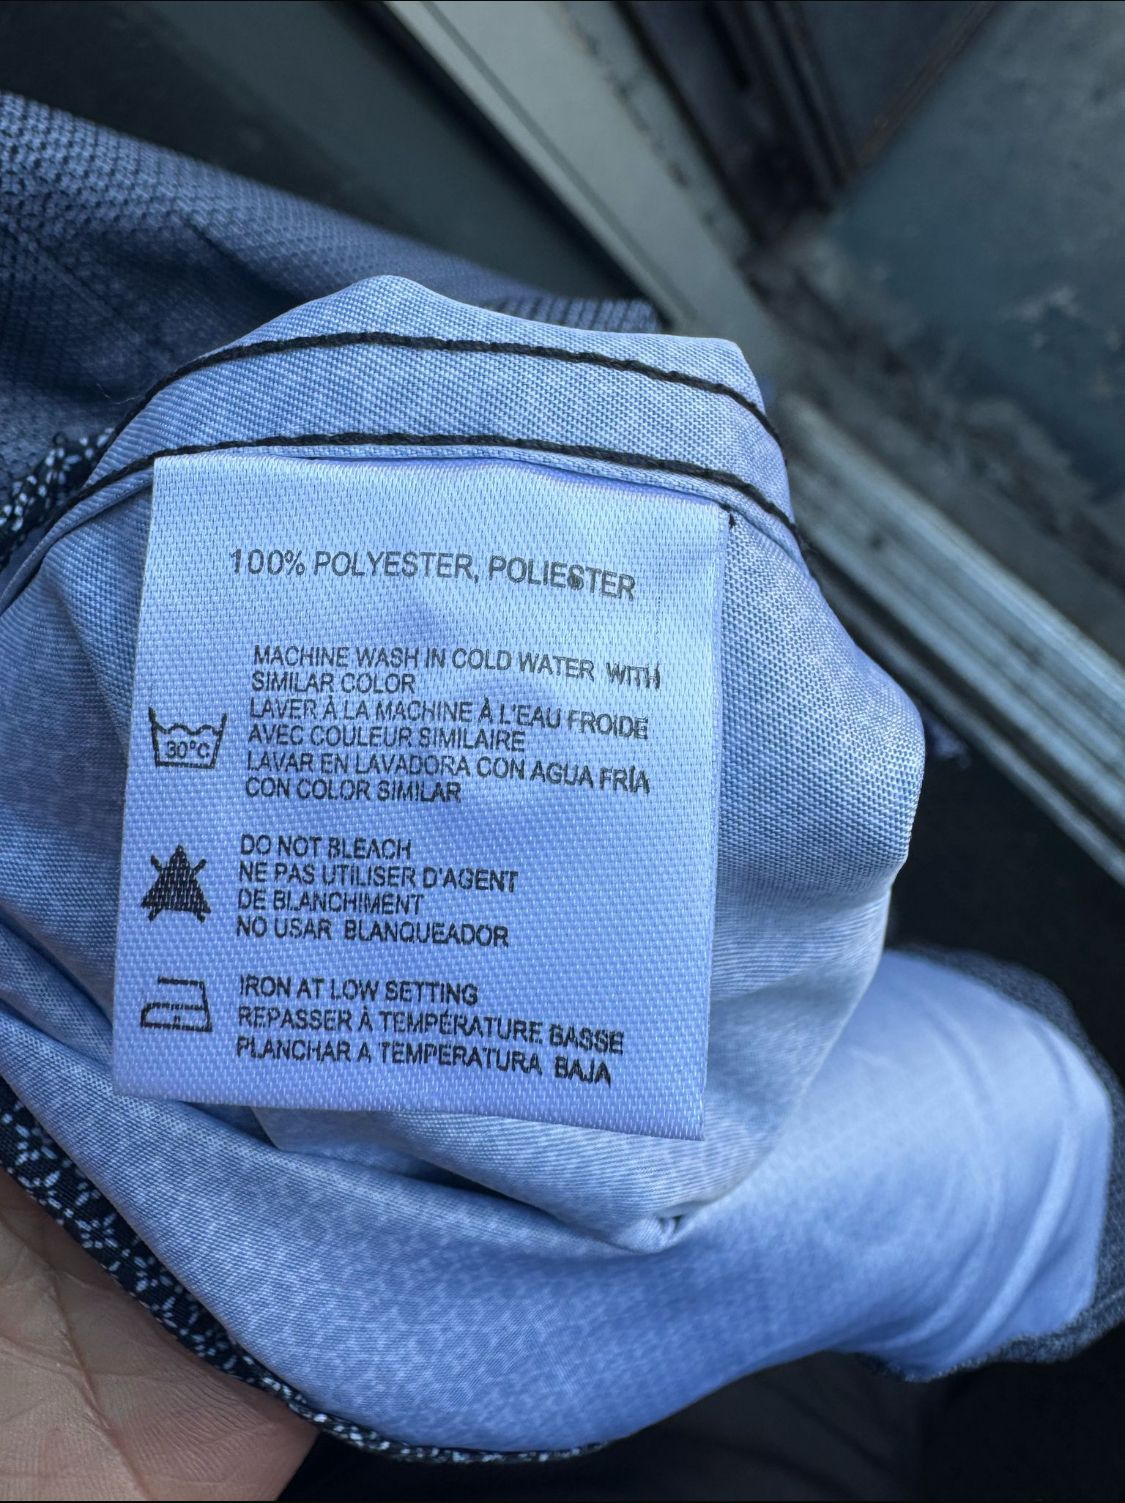 100% POLYESTER, POLIESTER
MACHINE WASH IN COLD WATER WITH
SIMILAR COLOR
LAVER À LA MACHINE À L'EAU FROIDE
AVEC COULEUR SIMILAIRE
LAVAR EN LAVADORA CON AGUA FRÍA
CON COLOR SIMILAR
30°C
DO NOT BLEACH
NE PAS UTILISER D'AGENT
DE BLANCHIMENT
NO USAR BLANQUEADOR
IRON AT LOW SETTING
REPASSER À TEMPÉRATURE BASSE
PLANCHAR A TEMPERATURA BAJA